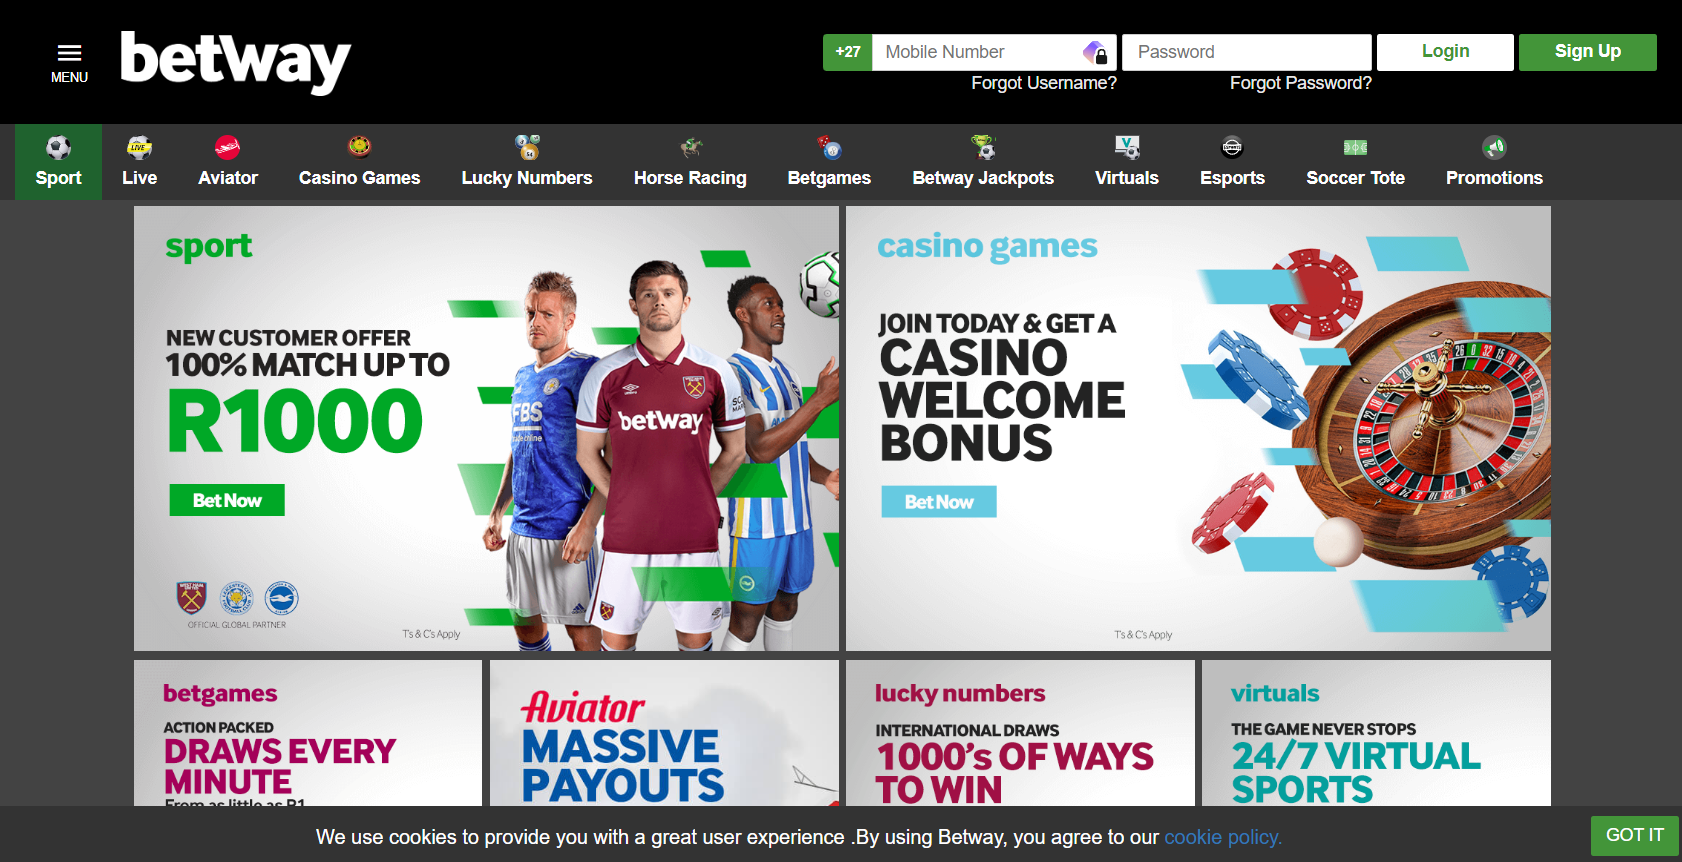 MENU
betway
+27
Mobile Number
Password
Login
Sign Up
Forgot Username?
Forgot Password?
Sport
LIVE
Live
Aviator
Casino Games
Lucky Numbers
Horse Racing
Betgames
Betway Jackpots
Virtuals
Esports
Soccer Tote
Promotions
sport
NEW CUSTOMER OFFER
100% MATCH UP TO
R1000
Bet Now
OFFICIAL GLOBAL PARTNER
T's & C's Apply
FBS
betway
casino games
JOIN TODAY & GET A
CASINO
WELCOME
BONUS
Bet Now
T's & C's Apply
betgames
ACTION PACKED
DRAWS EVERY
MINUTE
From as little as R1
Aviator
MASSIVE
PAYOUTS
lucky numbers
INTERNATIONAL DRAWS
1000's OF WAYS
TO WIN
virtuals
THE GAME NEVER STOPS
24/7 VIRTUAL
SPORTS
We use cookies to provide you with a great user experience .By using Betway, you agree to our cookie policy.
GOT IT